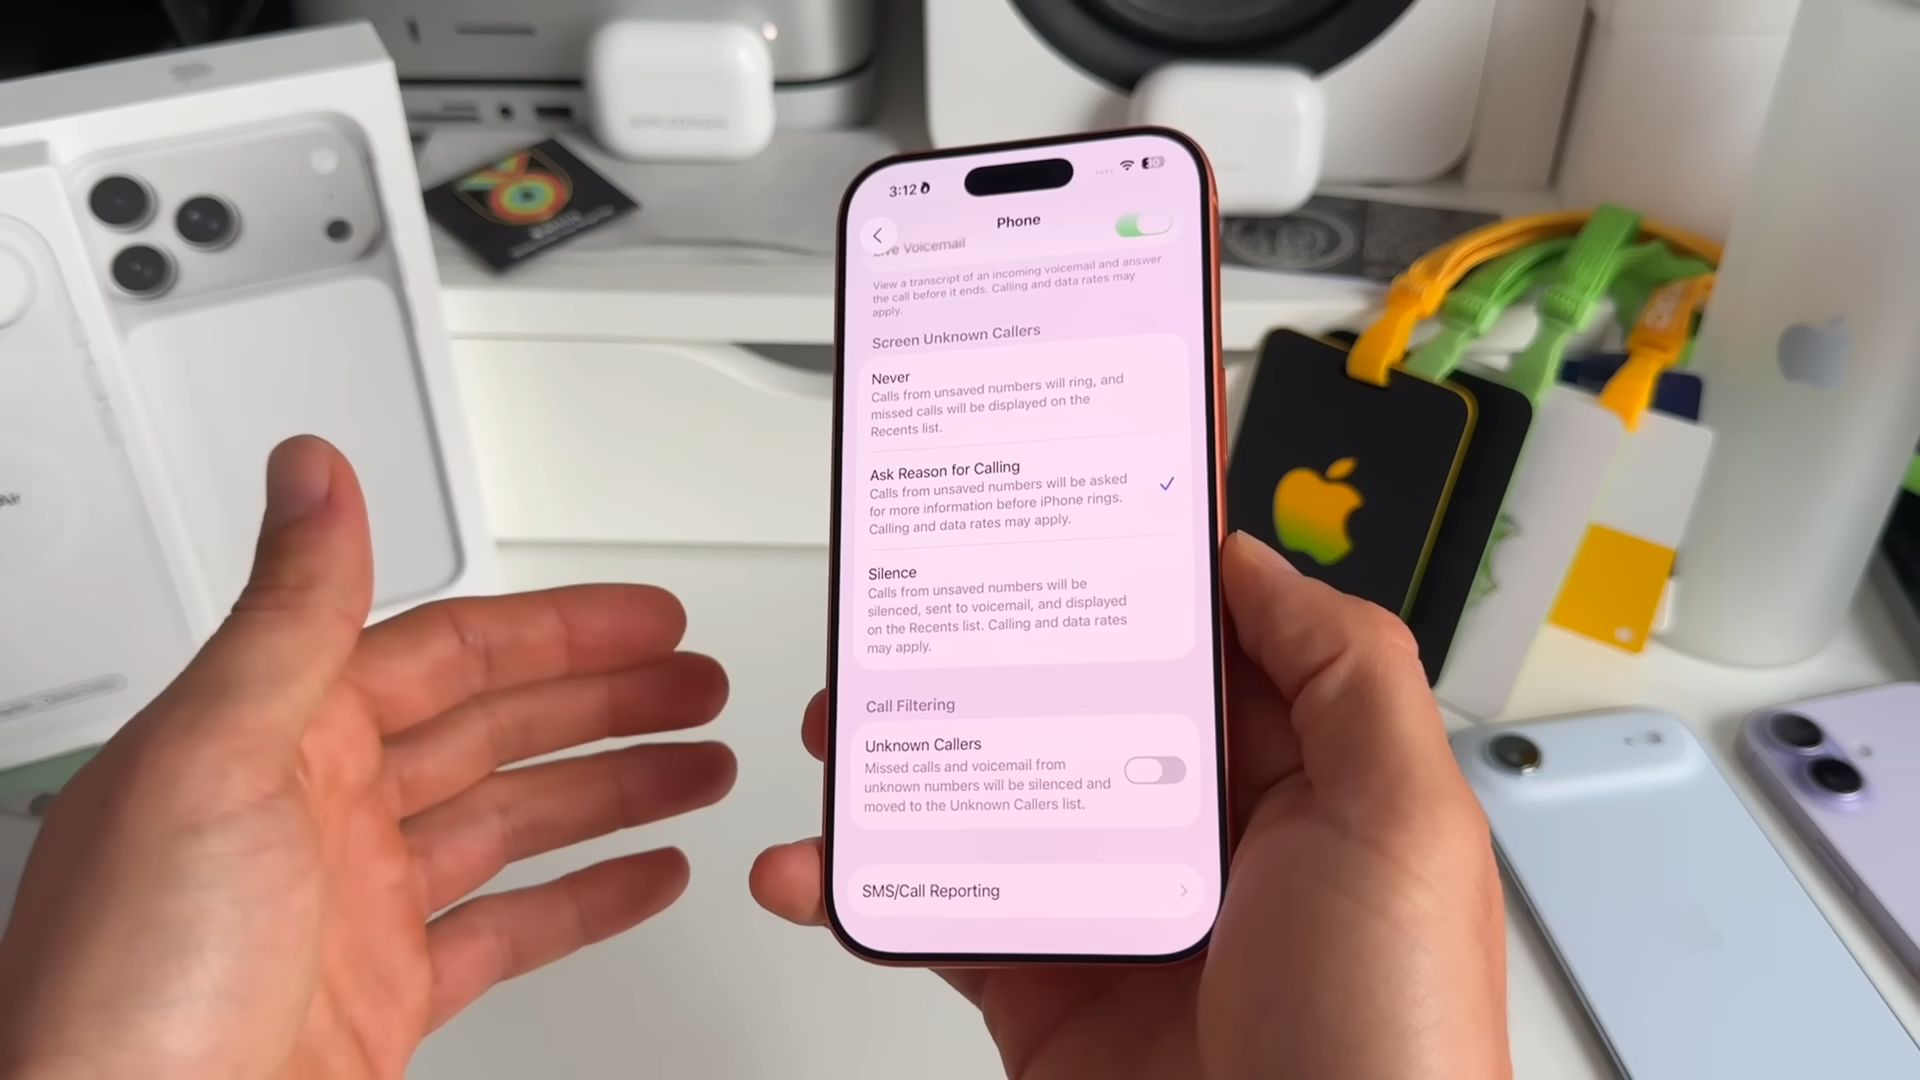 3:12
30
Phone
Live Voicemail
View a transcript of an incoming voicemail and answer
the call before it ends. Calling and data rates may
apply.
Screen Unknown Callers
Never
Calls from unsaved numbers will ring, and
missed calls will be displayed on the
Recents list.
Ask Reason for Calling
Calls from unsaved numbers will be asked
for more information before iPhone rings.
Calling and data rates may apply.
Silence
Calls from unsaved numbers will be
silenced, sent to voicemail, and displayed
on the Recents list. Calling and data rates
may apply.
Call Filtering
Unknown Callers
Missed calls and voicemail from
unknown numbers will be silenced and
moved to the Unknown Callers list.
SMS/Call Reporting
Air